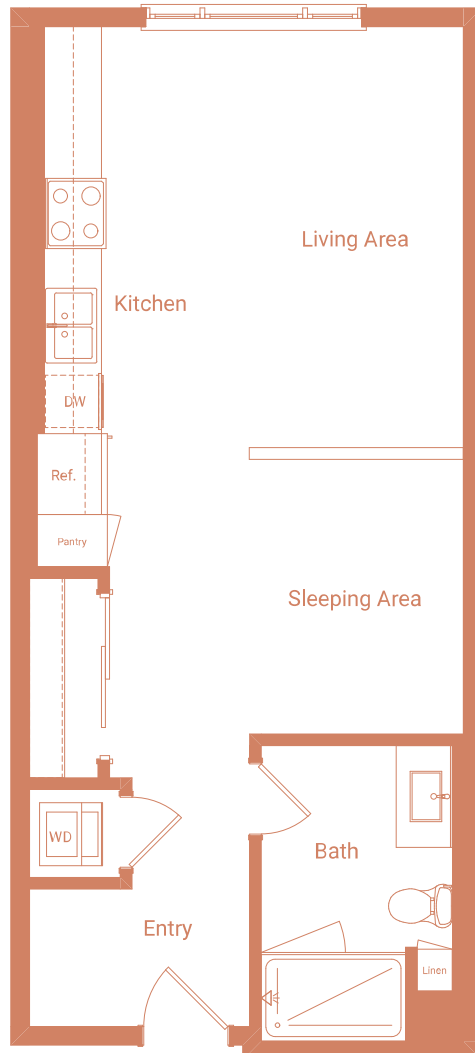 Living Area
Kitchen
DW
Ref.
Pantry
Sleeping Area
WD
Bath
Entry
Linen